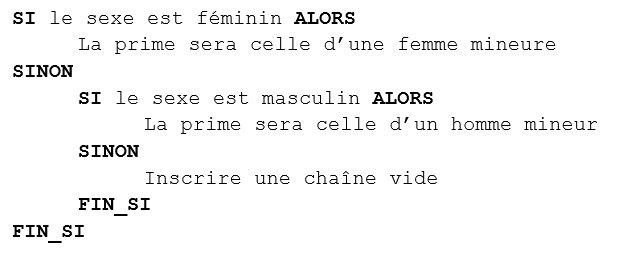 SI le sexe est féminin ALORS
La prime sera celle d’une femme mineure
SINON
SI le sexe est masculin ALORS
La prime sera celle d’un homme mineur
SINON
Inscrire une chaîne vide
FIN_SI
FIN_SI